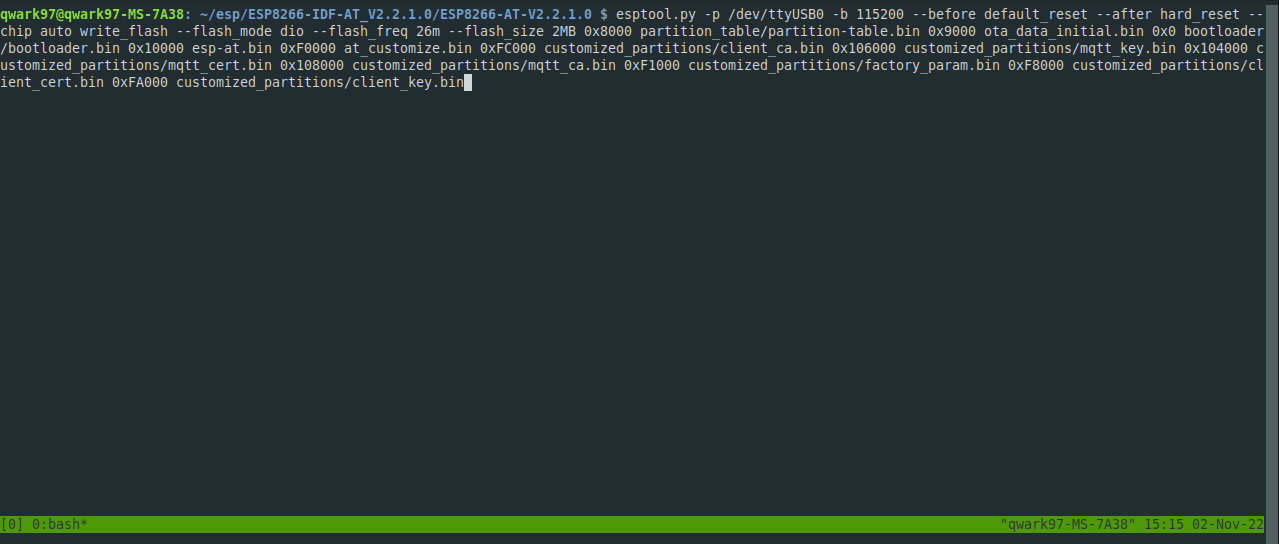 qwark97@qwark97-MS-7A38: ~/esp/ESP8266-IDF-AT_V2.2.1.0/ESP8266-AT-V2.2.1.0 $ esptool.py -p /dev/ttyUSB0 -b 115200 --before default_reset --after hard_reset --
chip auto write_flash --flash_mode dio --flash_freq 26m --flash_size 2MB 0x8000 partition_table/partition-table.bin 0x9000 ota_data_initial.bin 0x0 bootloader
/bootloader.bin 0x10000 esp-at.bin 0xF0000 at_customize.bin 0xFC000 customized_partitions/client_ca.bin 0x106000 customized_partitions/mqtt_key.bin 0x104000 c
ustomized_partitions/mqtt_cert.bin 0x108000 customized_partitions/mqtt_ca.bin 0xF1000 customized_partitions/factory_param.bin 0xF8000 customized_partitions/cl
ient_cert.bin 0xFA000 customized_partitions/client_key.bin
[0] 0:bash* "qwark97-MS-7A38" 15:15 02-Nov-22